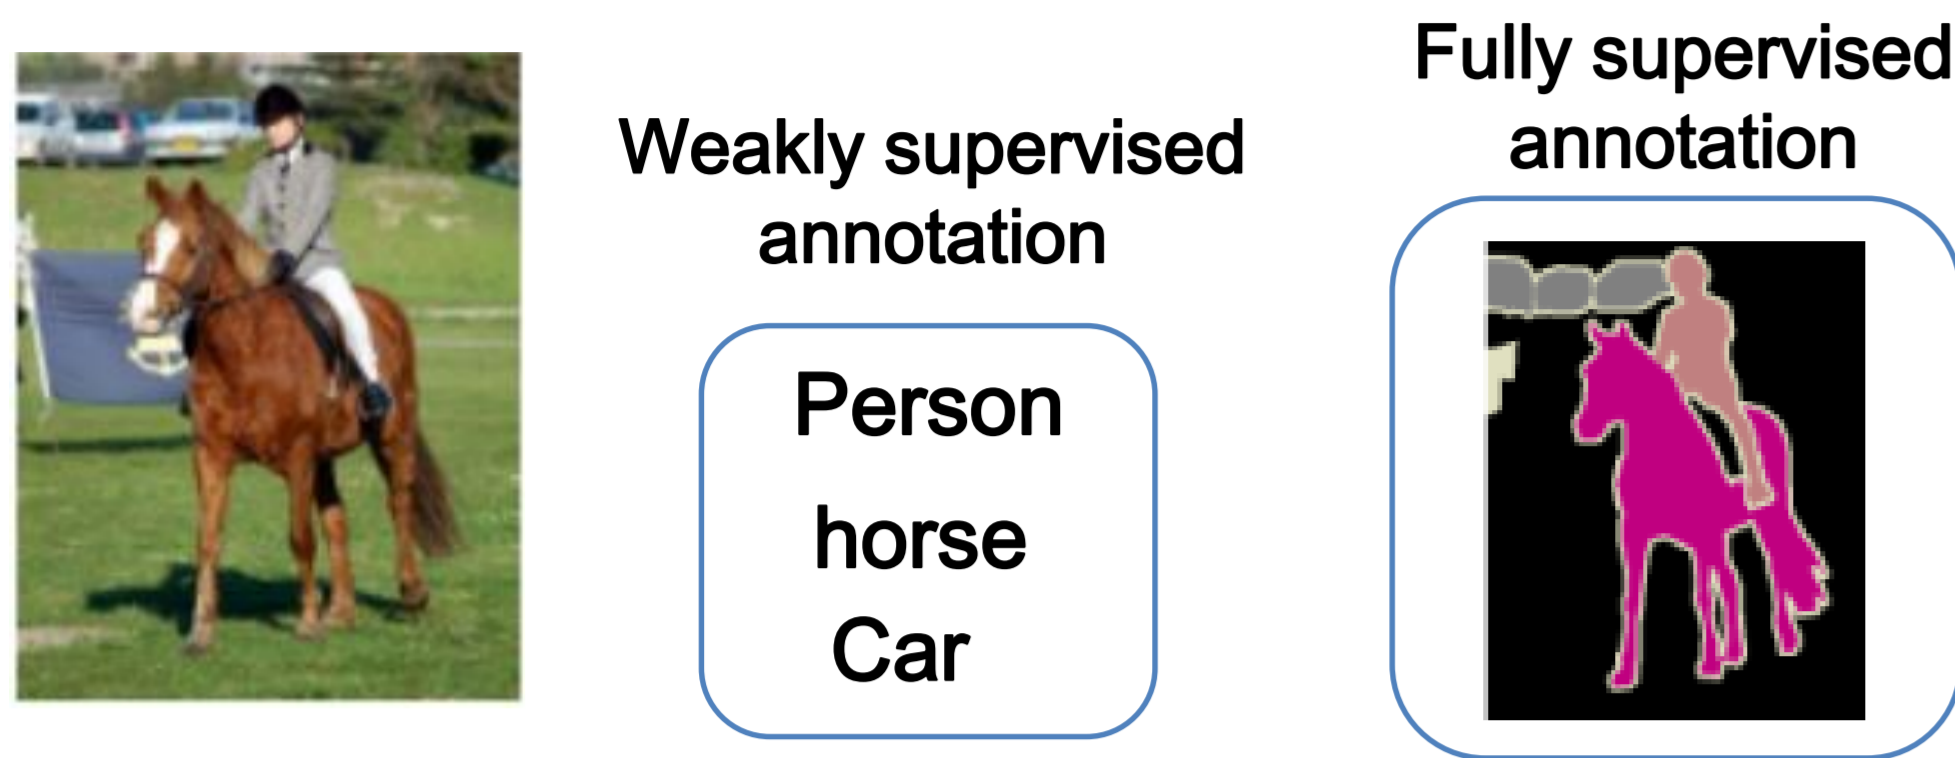 Weakly supervised
annotation
Person
horse
Car
Fully supervised
annotation